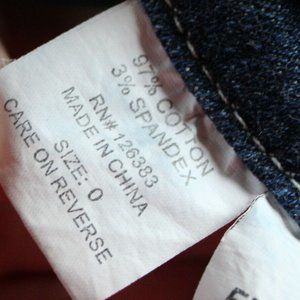 97% COTTON
3% SPANDEX
RN# 126383
MADE IN CHINA
SIZE: 0
CARE ON REVERSE